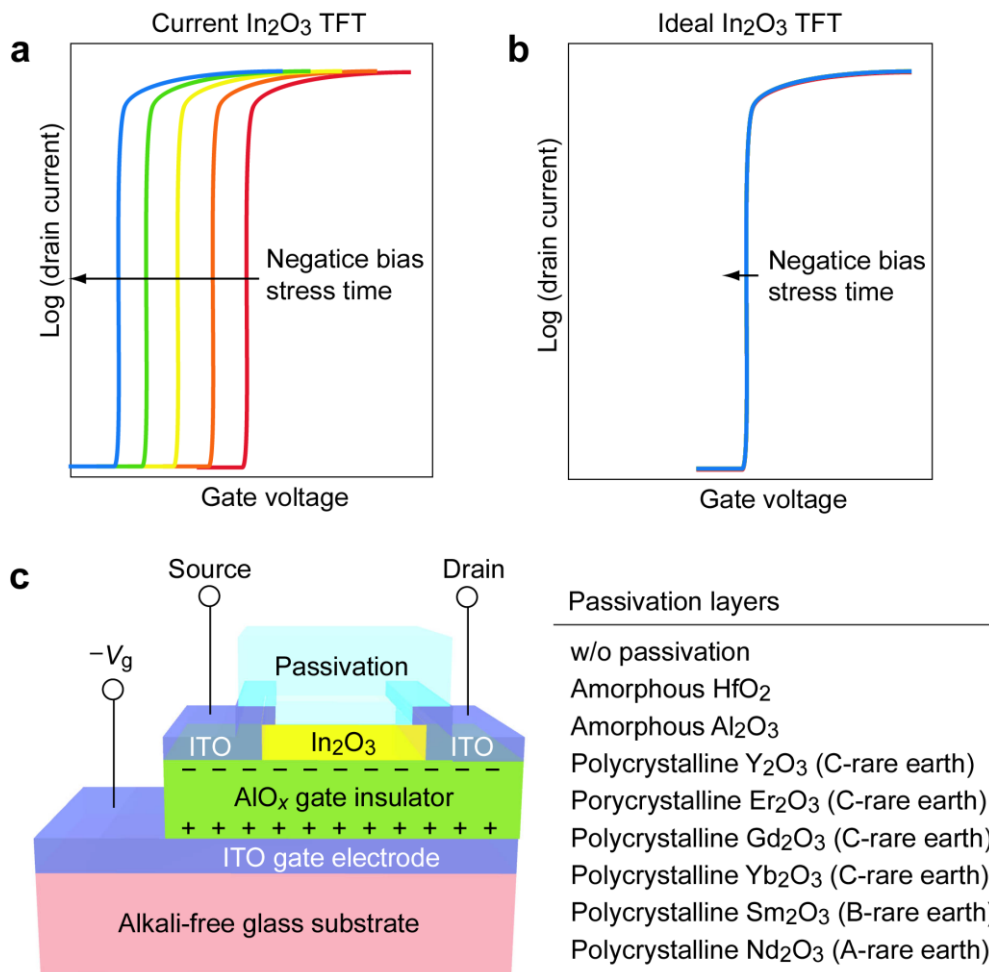 Current In2O3 TFT
a
Log (drain current)
Negatice bias
stress time
Gate voltage
Ideal In2O3 TFT
b
Log (drain current)
Negatice bias
stress time
Gate voltage
c
Source
Drain
−Vg
Passivation
ITO
In2O3
ITO
− − − − − − − − − −
AlOx gate insulator
+ + + + + + + + + + +
ITO gate electrode
Alkali-free glass substrate
Passivation layers
w/o passivation
Amorphous HfO2
Amorphous Al2O3
Polycrystalline Y2O3 (C-rare earth)
Porycrystalline Er2O3 (C-rare earth)
Polycrystalline Gd2O3 (C-rare earth)
Polycrystalline Yb2O3 (C-rare earth)
Polycrystalline Sm2O3 (B-rare earth)
Polycrystalline Nd2O3 (A-rare earth)